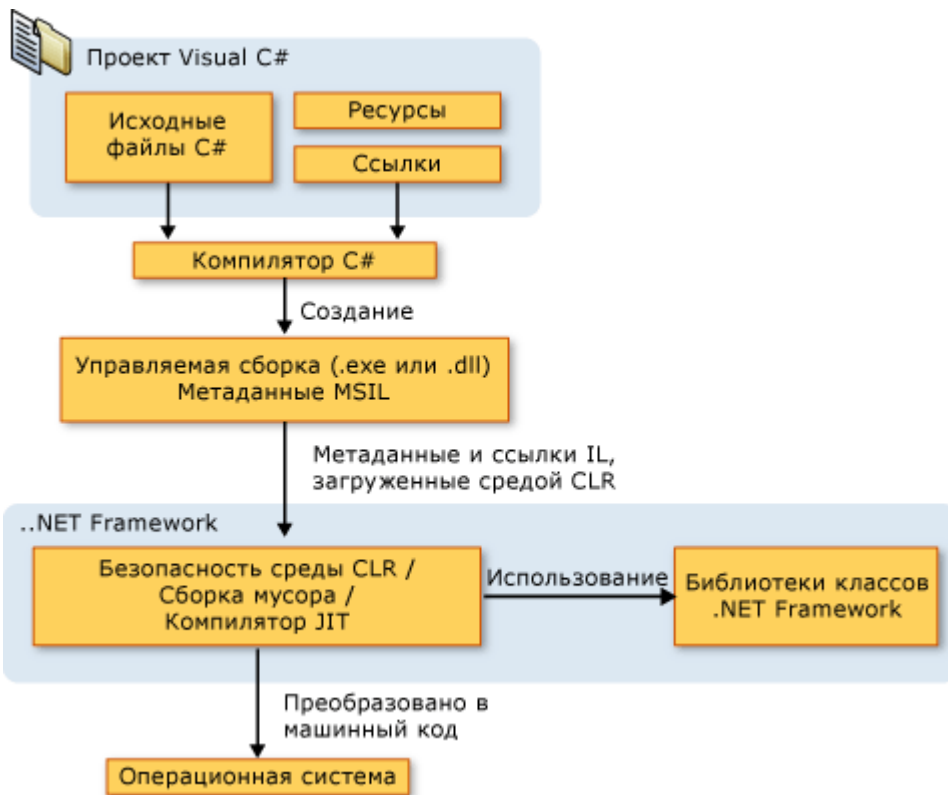 Проект Visual C#
Исходные
файлы C#
Ресурсы
Ссылки
Компилятор C#
Создание
Управляемая сборка (.exe или .dll)
Метаданные MSIL
Метаданные и ссылки IL,
загруженные средой CLR
..NET Framework
Безопасность среды CLR /
Сборка мусора /
Компилятор JIT
Использование
Библиотеки классов
.NET Framework
Преобразовано в
машинный код
Операционная система